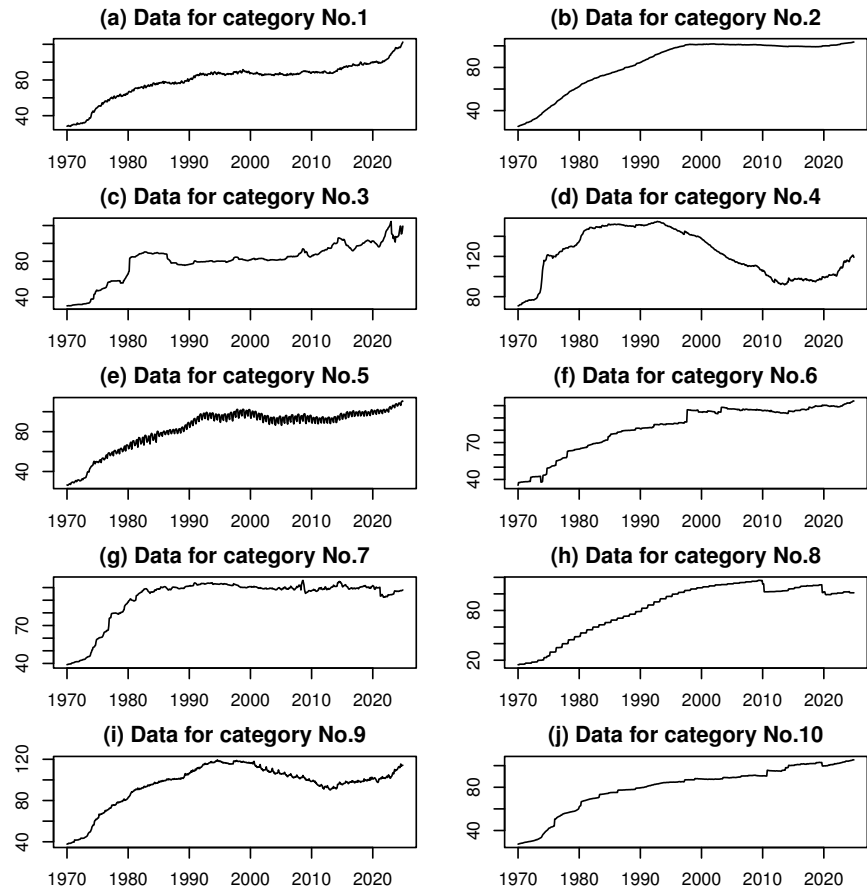 (a) Data for category No.1
40 80
1970 1980 1990 2000 2010 2020
(b) Data for category No.2
40 80
1970 1980 1990 2000 2010 2020
(c) Data for category No.3
40 80
1970 1980 1990 2000 2010 2020
(d) Data for category No.4
80 120
1970 1980 1990 2000 2010 2020
(e) Data for category No.5
40 80
1970 1980 1990 2000 2010 2020
(f) Data for category No.6
40 70
1970 1980 1990 2000 2010 2020
(g) Data for category No.7
40 70
1970 1980 1990 2000 2010 2020
(h) Data for category No.8
20 80
1970 1980 1990 2000 2010 2020
(i) Data for category No.9
40 80 120
1970 1980 1990 2000 2010 2020
(j) Data for category No.10
40 80
1970 1980 1990 2000 2010 2020